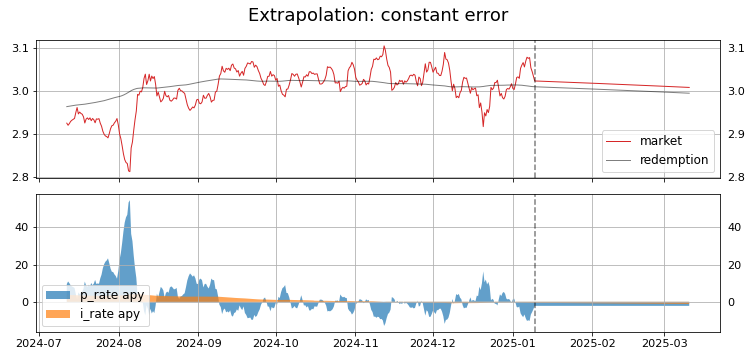 Extrapolation: constant error
3.1 3.1
3.0 3.0
2.9 2.9
2.8 2.8
market
redemption
40 40
20 20
0 0
p_rate apy
i_rate apy
2024-07 2024-08 2024-09 2024-10 2024-11 2024-12 2025-01 2025-02 2025-03